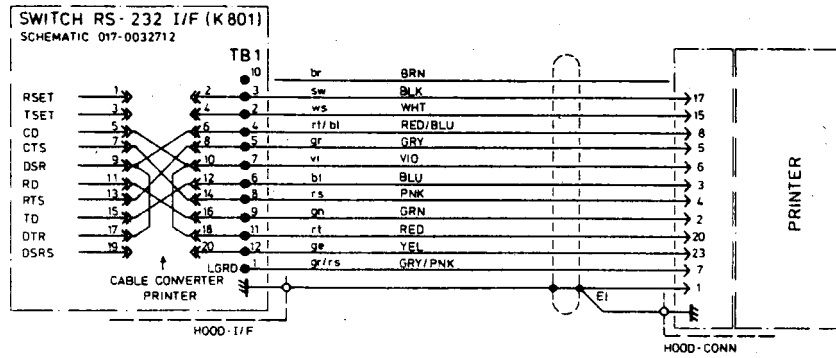 SWITCH RS-232 I/F (K801)
SCHEMATIC 017-0032712
TB1
10 br BRN
RSET 1 2 3 sw BLK 17
TSET 3 4 2 ws WHT 15
CD 5 6 4 rt/bl RED/BLU 8
CTS 7 8 5 gr GRY 5
DSR 9 10 7 vi VIO 6
RD 11 12 6 bl BLU 3
RTS 13 14 8 rs PNK 4
TD 15 16 9 gn GRN 2
DTR 17 18 11 rt RED 20
DSRS 19 20 12 ge YEL 23
LGRD 1 gr/rs GRY/PNK 7
CABLE CONVERTER
PRINTER
1
E1
HOOD-I/F
HOOD-CONN
PRINTER